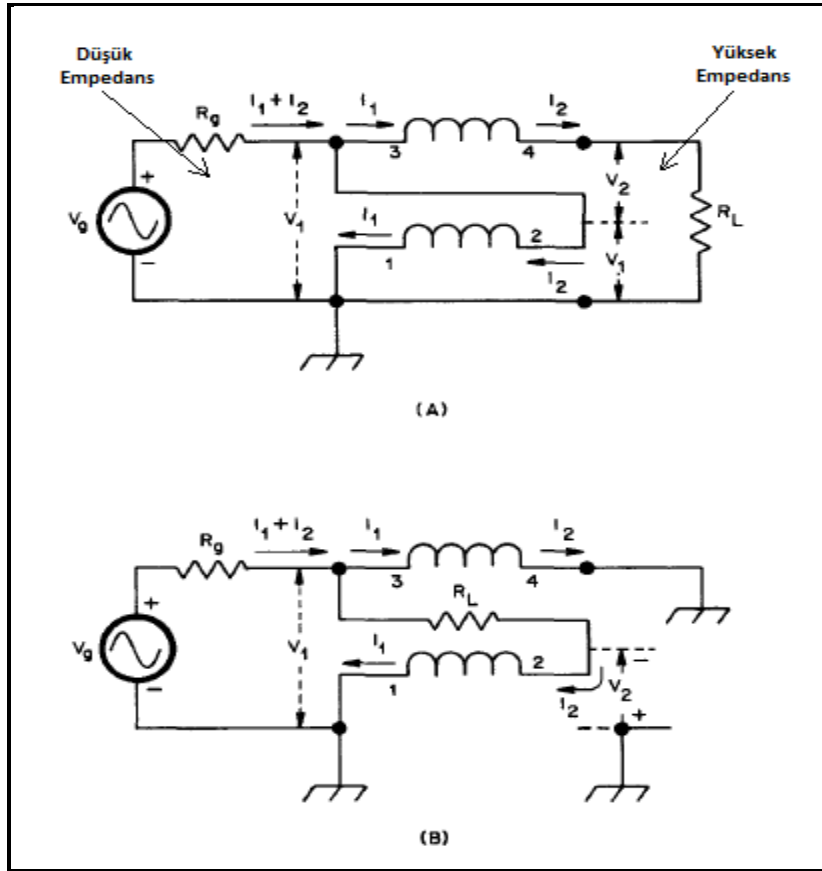 Düşük
Empedans
Yüksek
Empedans
Rg
I1 + I2
I1
I2
3
4
V2
RL
+
Vg
−
V1
I1
1
2
V1
I2
(A)
Rg
I1 + I2
I1
I2
3
4
RL
+
Vg
−
V1
I1
1
2
−
V2
I2
+
(B)